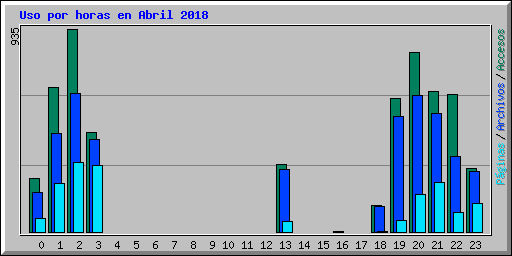 Uso por horas en Abril 2018
935
Páginas / Archivos / Accesos
0 1 2 3 4 5 6 7 8 9 10 11 12 13 14 15 16 17 18 19 20 21 22 23